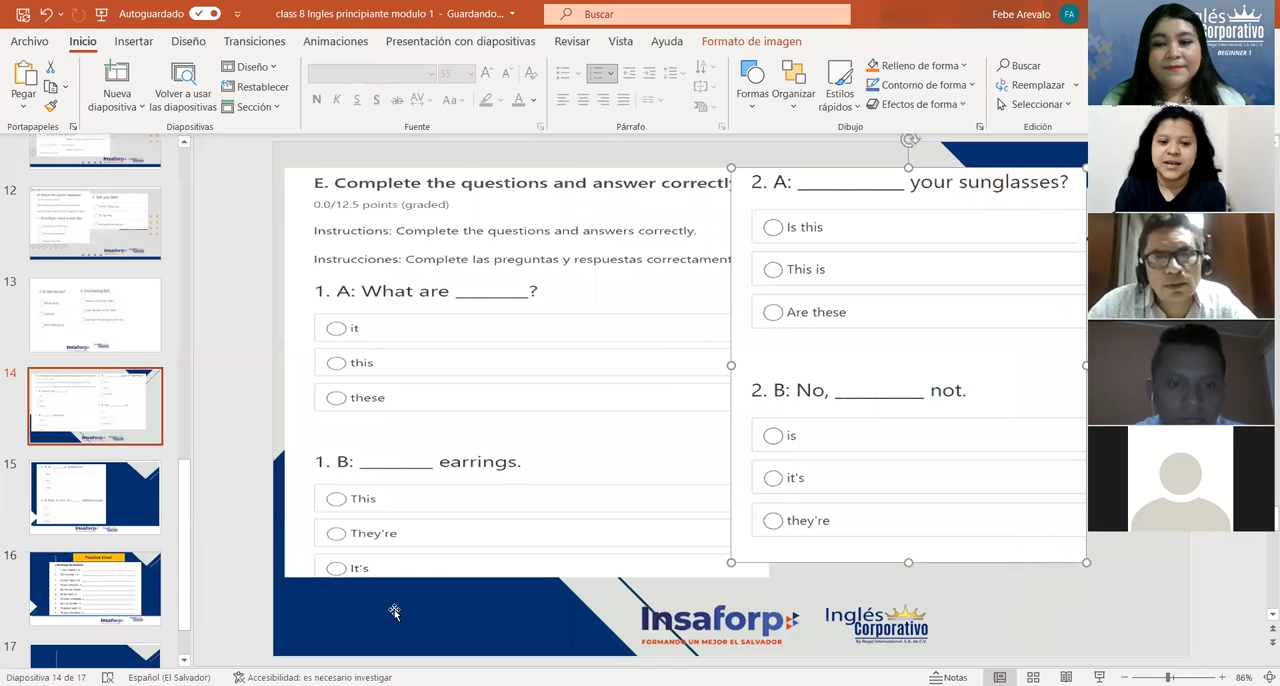 Autoguardado
class 8 Ingles principiante modulo 1 - Guardando...
Buscar
Febe Arevalo
FA
Archivo
Inicio
Insertar
Diseño
Transiciones
Animaciones
Presentación con diapositivas
Revisar
Vista
Ayuda
Formato de imagen
Pegar
Nueva diapositiva
Volver a usar las diapositivas
Diseño
Restablecer
Sección
35
N K S S ab AV Aa A
Formas
Organizar
Estilos rápidos
Relleno de forma
Contorno de forma
Efectos de forma
Buscar
Reemplazar
Seleccionar
Portapapeles
Diapositivas
Fuente
Párrafo
Dibujo
Edición
Inglés
Corporativo
BEGINNER 1
12
13
14
15
16
17
E. Complete the questions and answer correctl
0.0/12.5 points (graded)
Instructions: Complete the questions and answers correctly.
Instrucciones: Complete las preguntas y respuestas correctament
1. A: What are _______?
it
this
these
1. B: _______ earrings.
This
They're
It's
2. A: __________ your sunglasses?
Is this
This is
Are these
2. B: No, _________ not.
is
it's
they're
Insaforp
FORMANDO UN MEJOR EL SALVADOR
Inglés
Corporativo
By Regal International, S.A. de C.V.
Diapositiva 14 de 17
Español (El Salvador)
Accesibilidad: es necesario investigar
Notas
86%